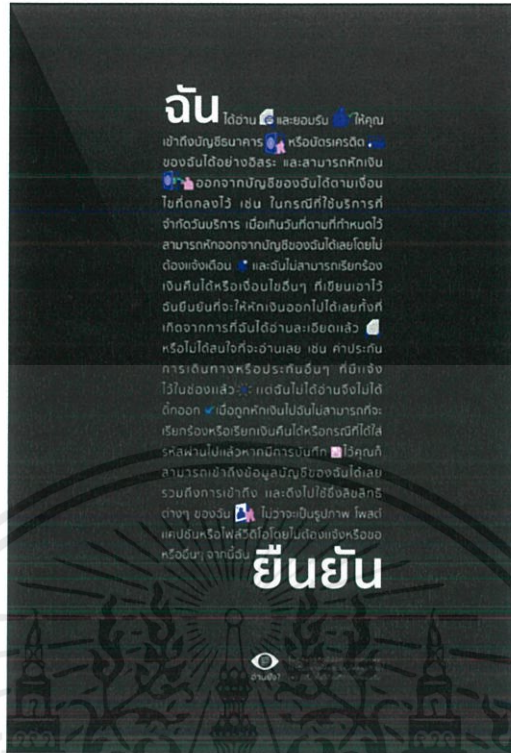 ฉัน ได้อ่าน และยอมรับ ให้คุณ
เข้าถึงบัญชีธนาคาร หรือบัตรเครดิต
ของฉันได้อย่างอิสระ และสามารถหักเงิน
ออกจากบัญชีของฉันได้ตามเงื่อน
ไขที่ตกลงไว้ เช่น ในกรณีที่ใช้บริการที่
จำกัดวันบริการ เมื่อเกินวันที่ตามที่กำหนดไว้
สามารถหักออกจากบัญชีของฉันได้เลยโดยไม่
ต้องแจ้งเตือน และฉันไม่สามารถเรียกร้อง
เงินคืนได้หรือเงื่อนไขอื่นๆ ที่เขียนเอาไว้
ฉันยืนยันที่จะให้หักเงินออกไปได้เลยทั้งที่
เกิดจากการที่ฉันได้อ่านละเอียดแล้ว
หรือไม่ได้สนใจที่จะอ่านเลย เช่น ค่าประกัน
การเดินทางหรือประกันอื่นๆ ที่มีแจ้ง
ไว้ในช่องแล้ว แต่ฉันไม่ได้อ่านจึงไม่ได้
ติ๊กออก เมื่อถูกหักเงินไปฉันไม่สามารถที่จะ
เรียกร้องหรือเรียกเงินคืนได้หรือกรณีที่ได้ใส่
รหัสผ่านไปแล้วหากมีการบันทึก ไว้คุณก็
สามารถเข้าถึงข้อมูลบัญชีของฉันได้เลย
รวมถึงการเข้าถึง และดึงไปใช้ซึ่งลิขสิทธิ์
ต่างๆ ของฉัน ไม่ว่าจะเป็นรูปภาพ โพสต์
แคปชันหรือไฟล์วิดีโอโดยไม่ต้องแจ้งหรือขอ
หรืออื่นๆ จากนี้ฉัน ยืนยัน
อ่านยัง?